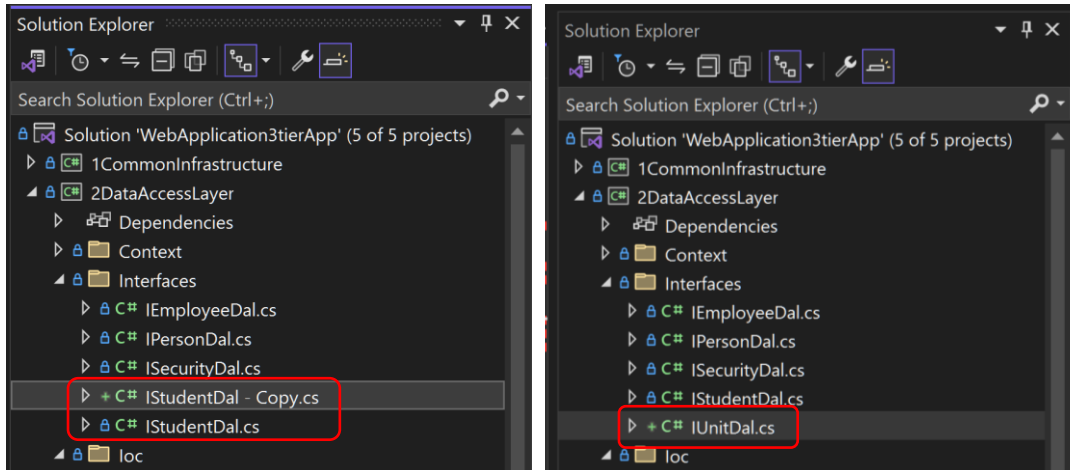 Solution Explorer
Search Solution Explorer (Ctrl+;)
Solution 'WebApplication3tierApp' (5 of 5 projects)
C# 1CommonInfrastructure
C# 2DataAccessLayer
Dependencies
Context
Interfaces
C# IEmployeeDal.cs
C# IPersonDal.cs
C# ISecurityDal.cs
+ C# IStudentDal - Copy.cs
C# IStudentDal.cs
Ioc
Solution Explorer
Search Solution Explorer (Ctrl+;)
Solution 'WebApplication3tierApp' (5 of 5 projects)
C# 1CommonInfrastructure
C# 2DataAccessLayer
Dependencies
Context
Interfaces
C# IEmployeeDal.cs
C# IPersonDal.cs
C# ISecurityDal.cs
C# IStudentDal.cs
+ C# IUnitDal.cs
Ioc